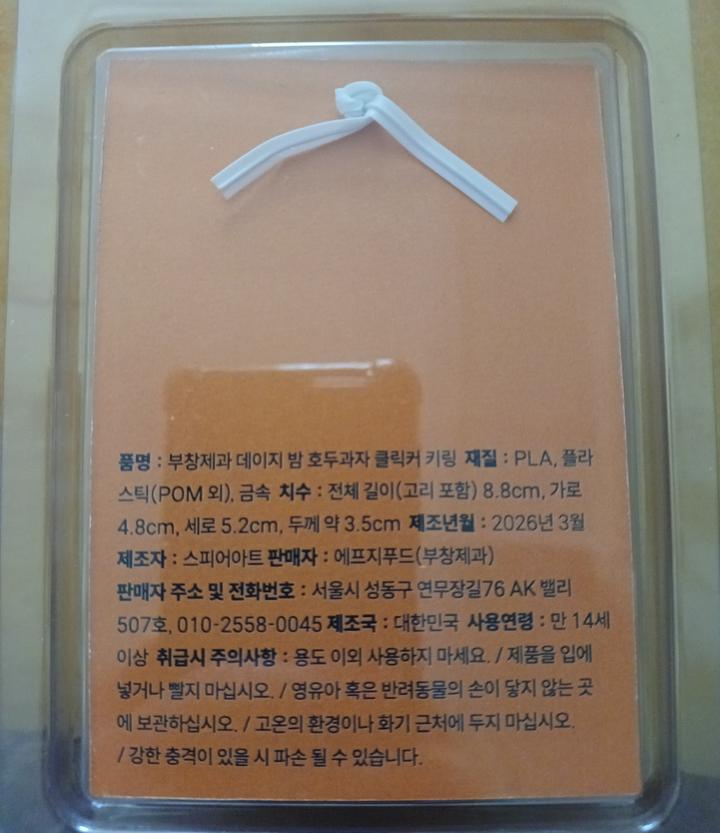 품명 : 부창제과 데이지 밤 호두과자 클릭커 키링 재질 : PLA, 플라
스틱(POM 외), 금속 치수 : 전체 길이(고리 포함) 8.8cm, 가로
4.8cm, 세로 5.2cm, 두께 약 3.5cm 제조년월 : 2026년 3월
제조자 : 스피어아트 판매자 : 에프지푸드(부창제과)
판매자 주소 및 전화번호 : 서울시 성동구 연무장길76 AK 밸리
507호, 010-2558-0045 제조국 : 대한민국 사용연령 : 만 14세
이상 취급시 주의사항 : 용도 이외 사용하지 마세요. / 제품을 입에
넣거나 빨지 마십시오. / 영유아 혹은 반려동물의 손이 닿지 않는 곳
에 보관하십시오. / 고온의 환경이나 화기 근처에 두지 마십시오.
/ 강한 충격이 있을 시 파손 될 수 있습니다.